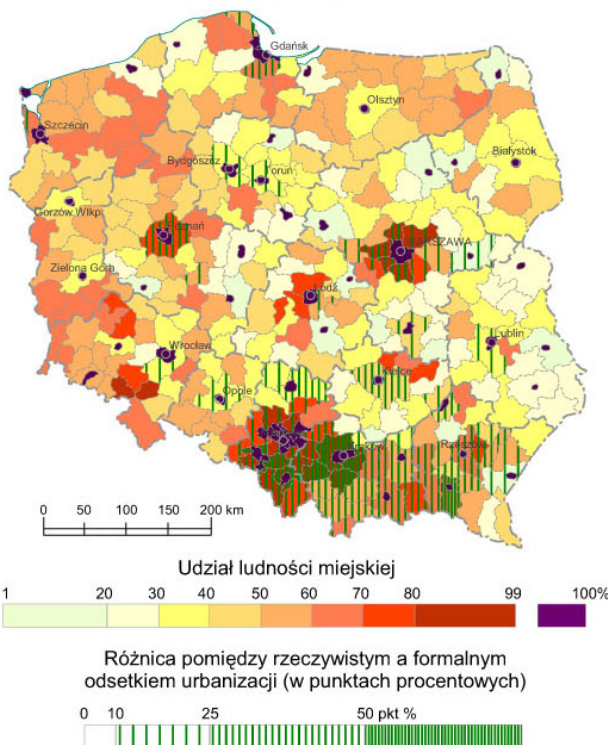 Gdańsk
Olsztyn
Szczecin
Białystok
Bydgoszcz
Toruń
Gorzów Wlkp.
Poznań
WARSZAWA
Zielona Góra
Łódź
Wrocław
Lublin
Kielce
Opole
Rzeszów
Kraków
0 50 100 150 200 km
Udział ludności miejskiej
1 20 30 40 50 60 70 80 99 100%
Różnica pomiędzy rzeczywistym a formalnym
odsetkiem urbanizacji (w punktach procentowych)
0 10 25 50 pkt %